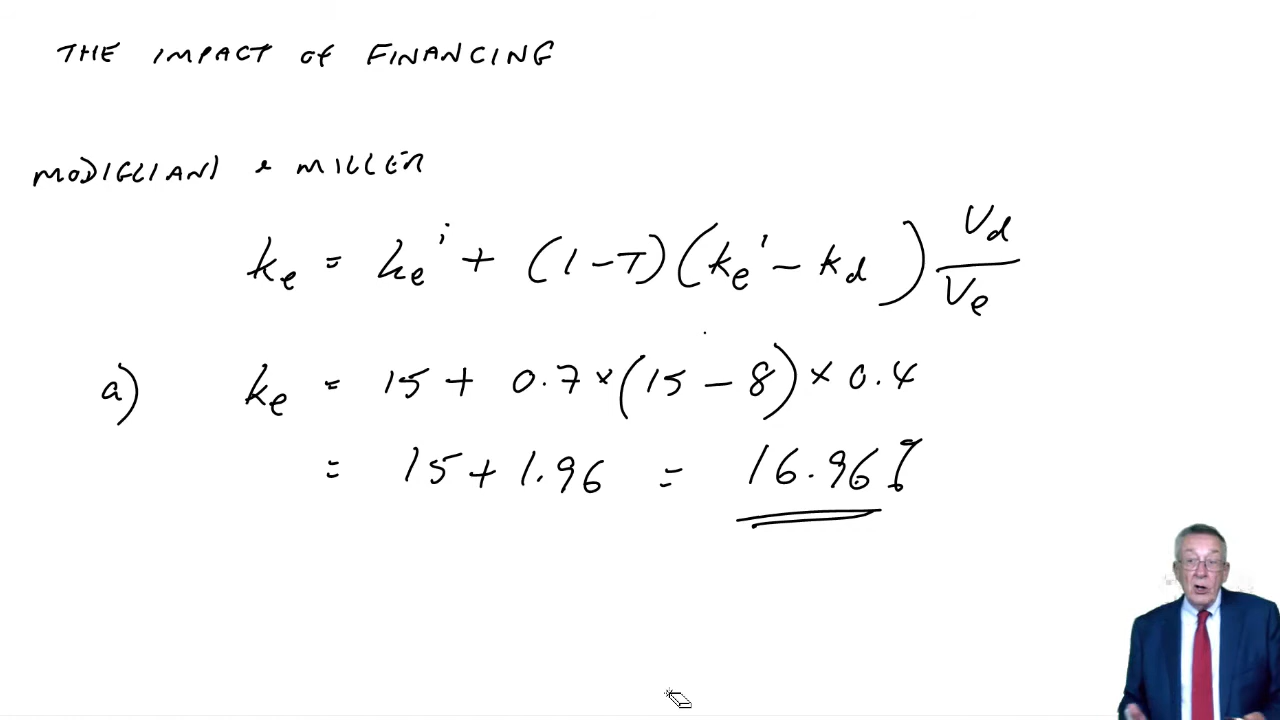 THE IMPACT of FINANCING
MODIGLIANI & MILLER
ke = ke^i + (1 - T)(ke^i - kd) Vd/Ve
a) ke = 15 + 0.7 × (15 - 8) × 0.4
= 15 + 1.96 = 16.96%